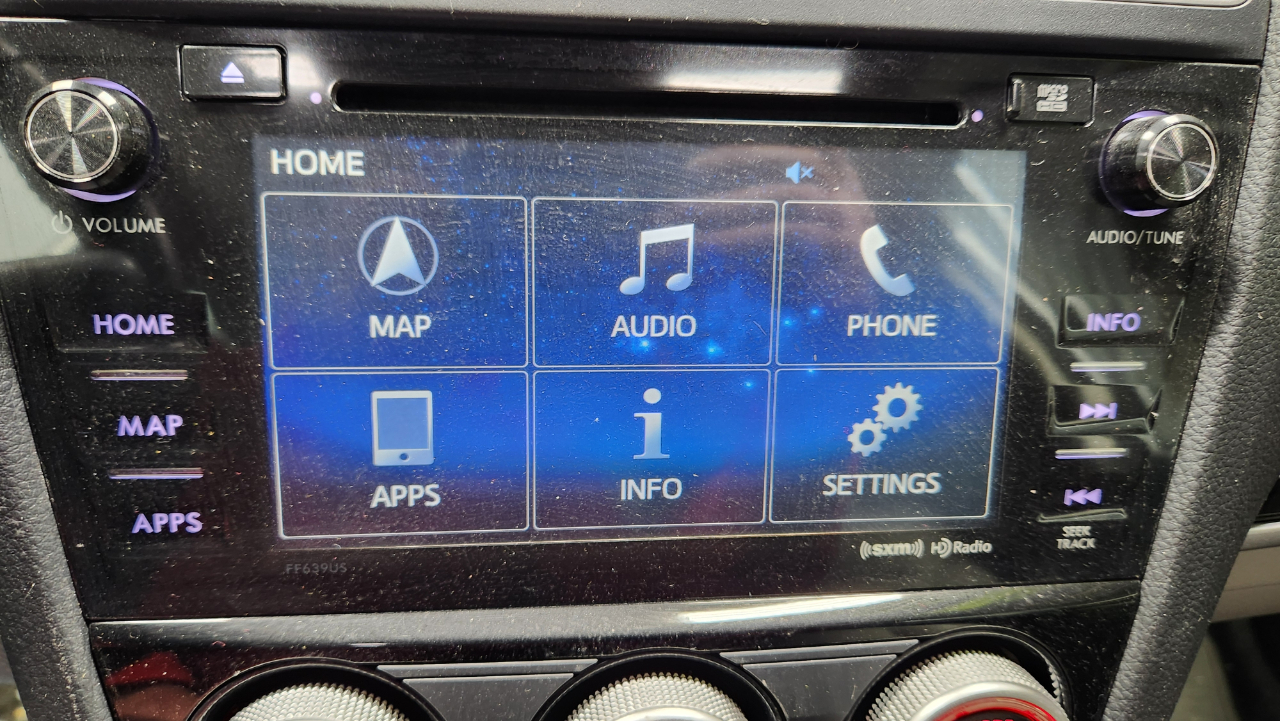 microSD
HOME
VOLUME
AUDIO/TUNE
MAP
AUDIO
PHONE
HOME
INFO
MAP
APPS
INFO
SETTINGS
APPS
SEEK
TRACK
((sxm)) HD Radio
FF639US